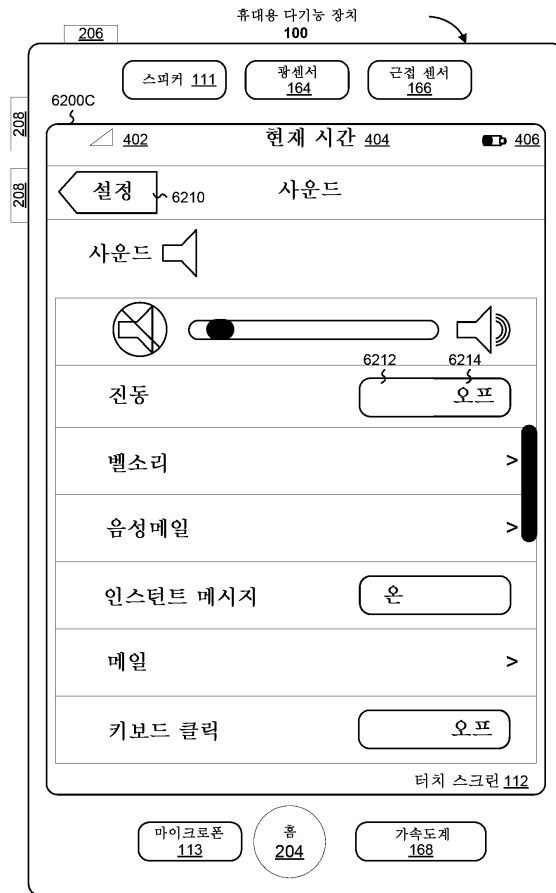 휴대용 다기능 장치
100
206
스피커 111
광센서
164
근접 센서
166
6200C
208
208
402
현재 시간 404
406
설정
6210
사운드
사운드
6212
6214
진동
오프
벨소리
>
음성메일
>
인스턴트 메시지
온
메일
>
키보드 클릭
오프
터치 스크린 112
마이크로폰
113
홈
204
가속도계
168